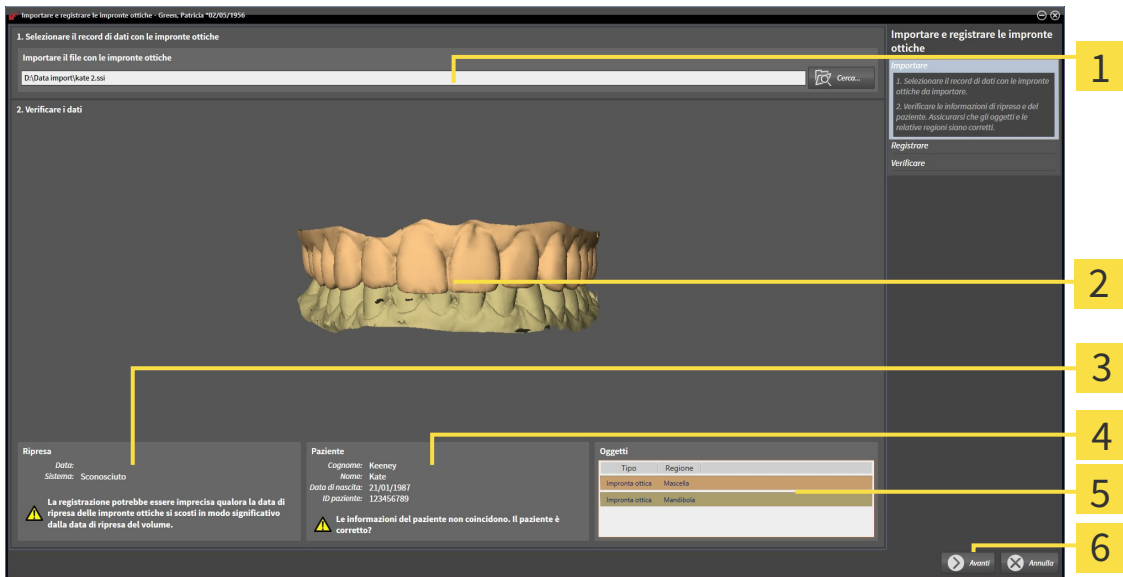 Importare e registrare le impronte ottiche - Green, Patricia *02/05/1956
1. Selezionare il record di dati con le impronte ottiche
Importare il file con le impronte ottiche
D:\Data import\kate 2.ssi
Cerca...
2. Verificare i dati
Ripresa
Data:
Sistema: Sconosciuto
La registrazione potrebbe essere imprecisa qualora la data di
ripresa delle impronte ottiche si scosti in modo significativo
dalla data di ripresa del volume.
Paziente
Cognome: Keeney
Nome: Kate
Data di nascita: 21/01/1987
ID paziente: 123456789
Le informazioni del paziente non coincidono. Il paziente è
corretto?
Oggetti
Tipo Regione
Impronta ottica Mascella
Impronta ottica Mandibola
Importare e registrare le impronte
ottiche
Importare
1. Selezionare il record di dati con le impronte
ottiche da importare.
2. Verificare le informazioni di ripresa e del
paziente. Assicurarsi che gli oggetti e le
relative regioni siano corretti.
Registrare
Verificare
Avanti
Annulla
1
2
3
4
5
6